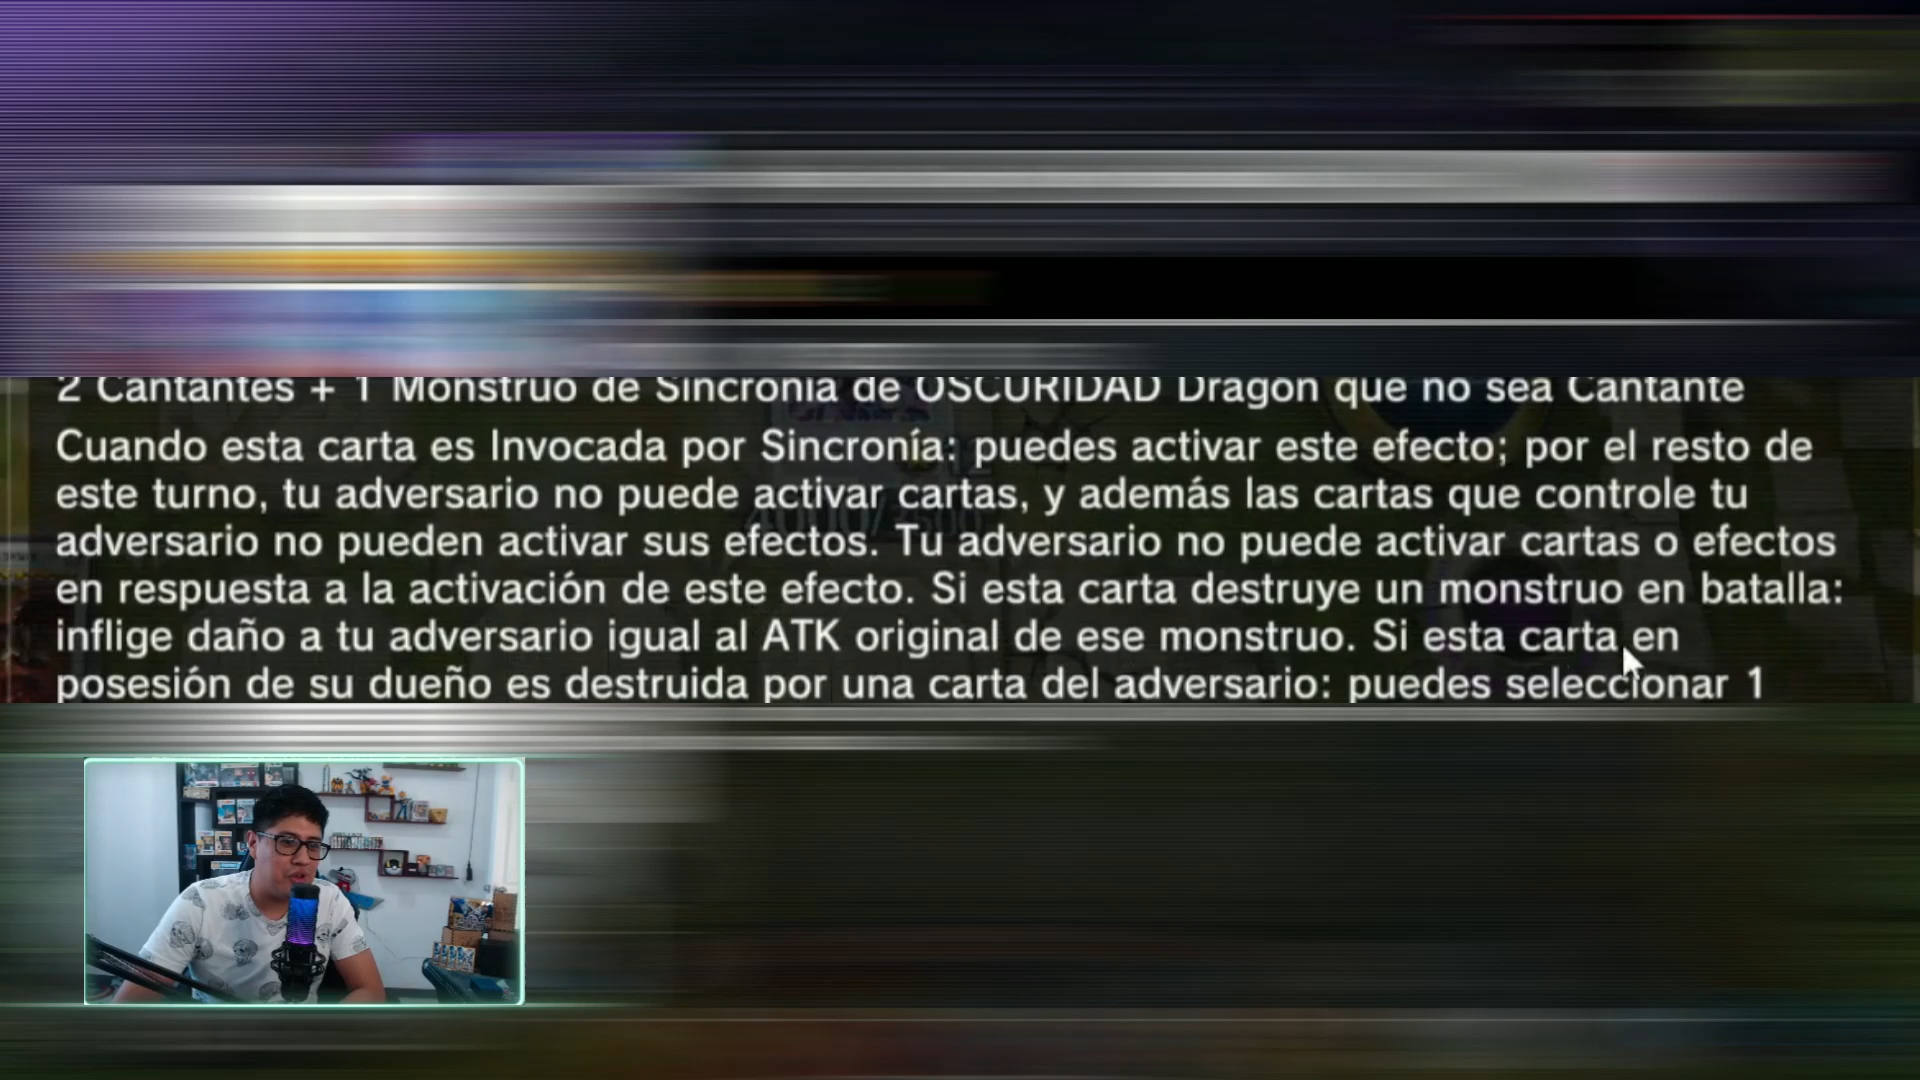 2 Cantantes + 1 Monstruo de Sincronía de OSCURIDAD Dragón que no sea Cantante
Cuando esta carta es Invocada por Sincronía: puedes activar este efecto; por el resto de
este turno, tu adversario no puede activar cartas, y además las cartas que controle tu
adversario no pueden activar sus efectos. Tu adversario no puede activar cartas o efectos
en respuesta a la activación de este efecto. Si esta carta destruye un monstruo en batalla:
inflige daño a tu adversario igual al ATK original de ese monstruo. Si esta carta en
posesión de su dueño es destruida por una carta del adversario: puedes seleccionar 1